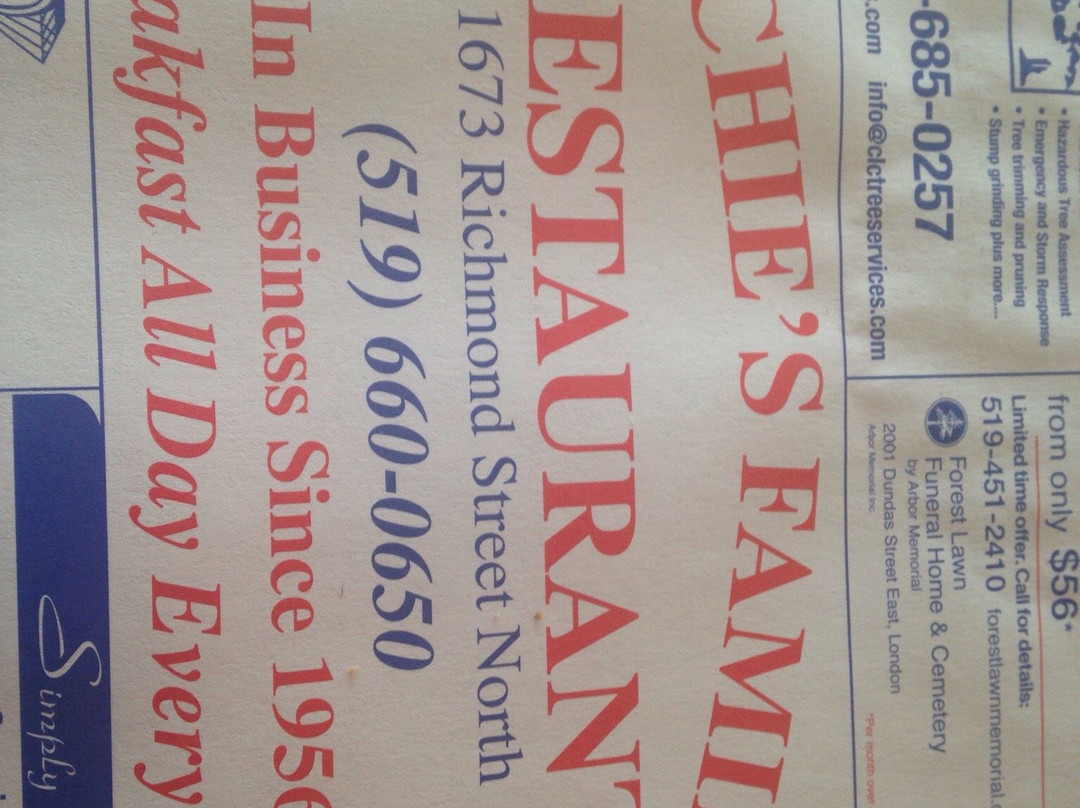 • Hazardous Tree Assessment
• Emergency and Storm Response
• Tree trimming and pruning
• Stump grinding plus more....
-685-0257
.com info@clctreeservices.com
from only $56*
Limited time offer. Call for details:
519-451-2410 forestlawnmemorial
Forest Lawn
Funeral Home & Cemetery
by Arbor Memorial
2001 Dundas Street East, London
Arbor Memorial Inc.
*Per month over
CHIE'S FAMI
ESTAURANT
1673 Richmond Street North
(519) 660-0650
In Business Since 1956
akfast All Day Every
Simply